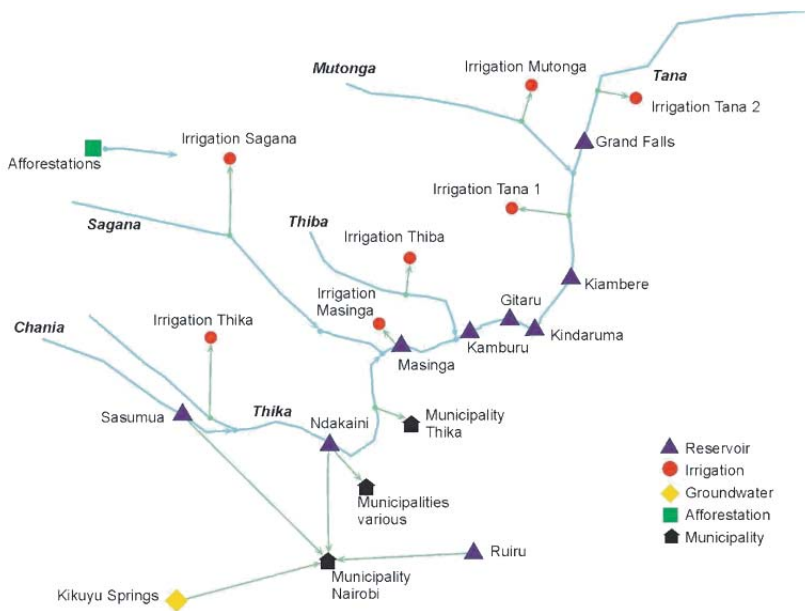 Mutonga
Irrigation Mutonga
Tana
Irrigation Tana 2
Grand Falls
Irrigation Sagana
Afforestations
Irrigation Tana 1
Sagana
Thiba
Irrigation Thiba
Kiambere
Irrigation
Masinga
Gitaru
Kindaruma
Kamburu
Masinga
Chania
Irrigation Thika
Sasumua
Thika
Ndakaini
Municipality
Thika
Municipalities
various
Ruiru
Municipality
Nairobi
Kikuyu Springs
Reservoir
Irrigation
Groundwater
Afforestation
Municipality